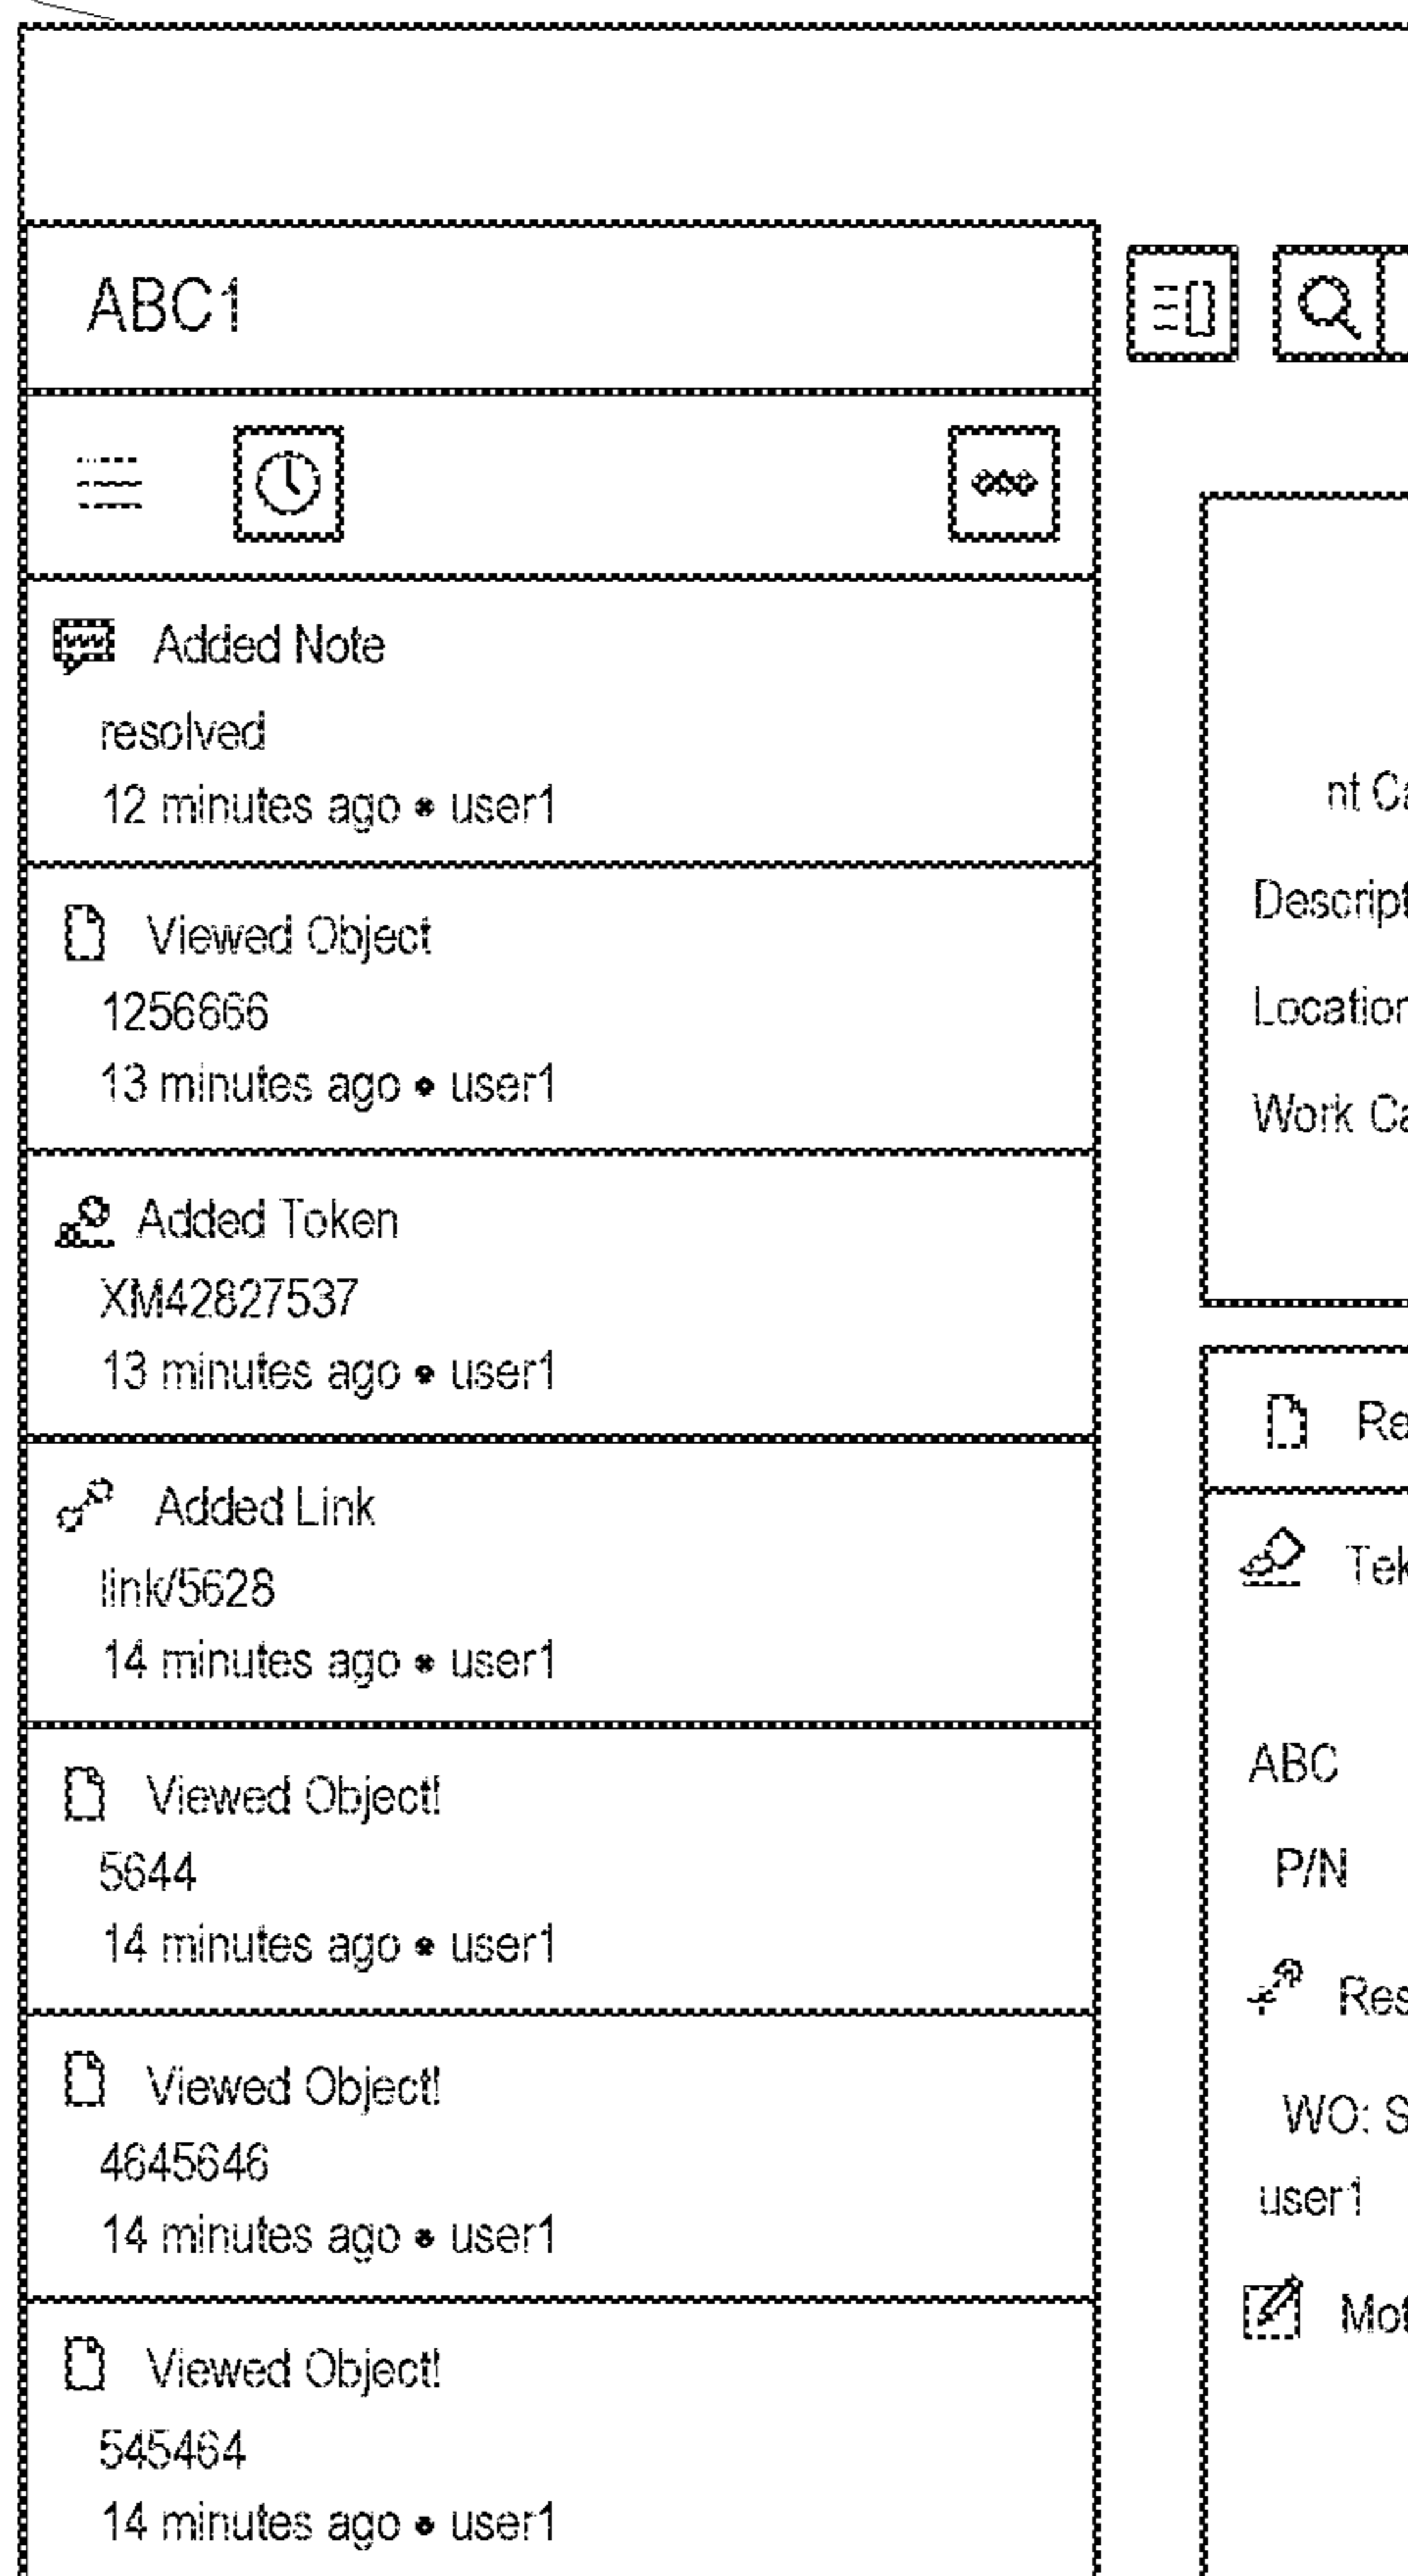 ABC1
Added Note
resolved
12 minutes ago • user1
Viewed Object
1256666
13 minutes ago • user1
Added Token
XM42827537
13 minutes ago • user1
Added Link
link/5628
14 minutes ago • user1
Viewed Object!
5644
14 minutes ago • user1
Viewed Object!
4645646
14 minutes ago • user1
Viewed Object!
545464
14 minutes ago • user1
nt Ca
Descript
Location
Work Ca
Re
Tek
ABC
P/N
Res
WO: S
user1
Mot